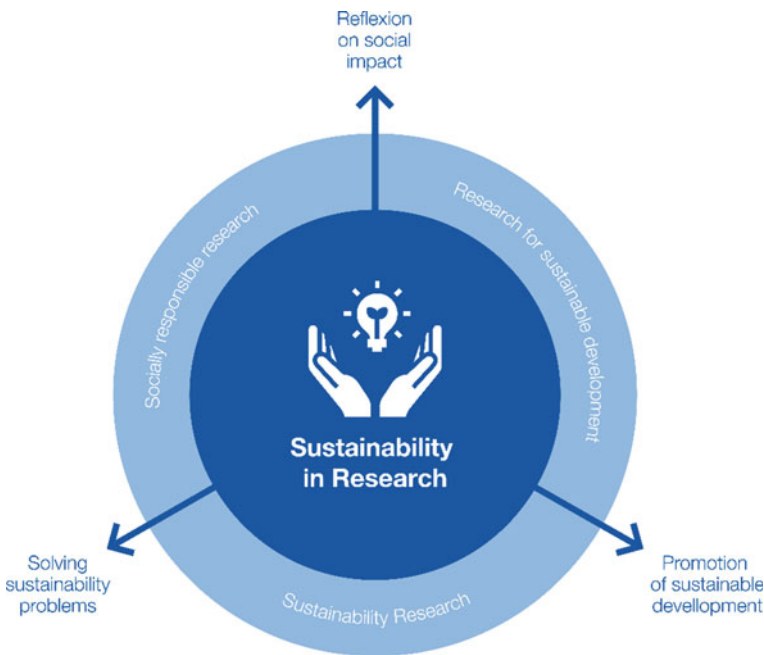 Reflexion
on social
impact
Socially responsible research
Research for sustainable development
Sustainability
in Research
Solving
sustainability
problems
Sustainability Research
Promotion
of sustainable
devellopment